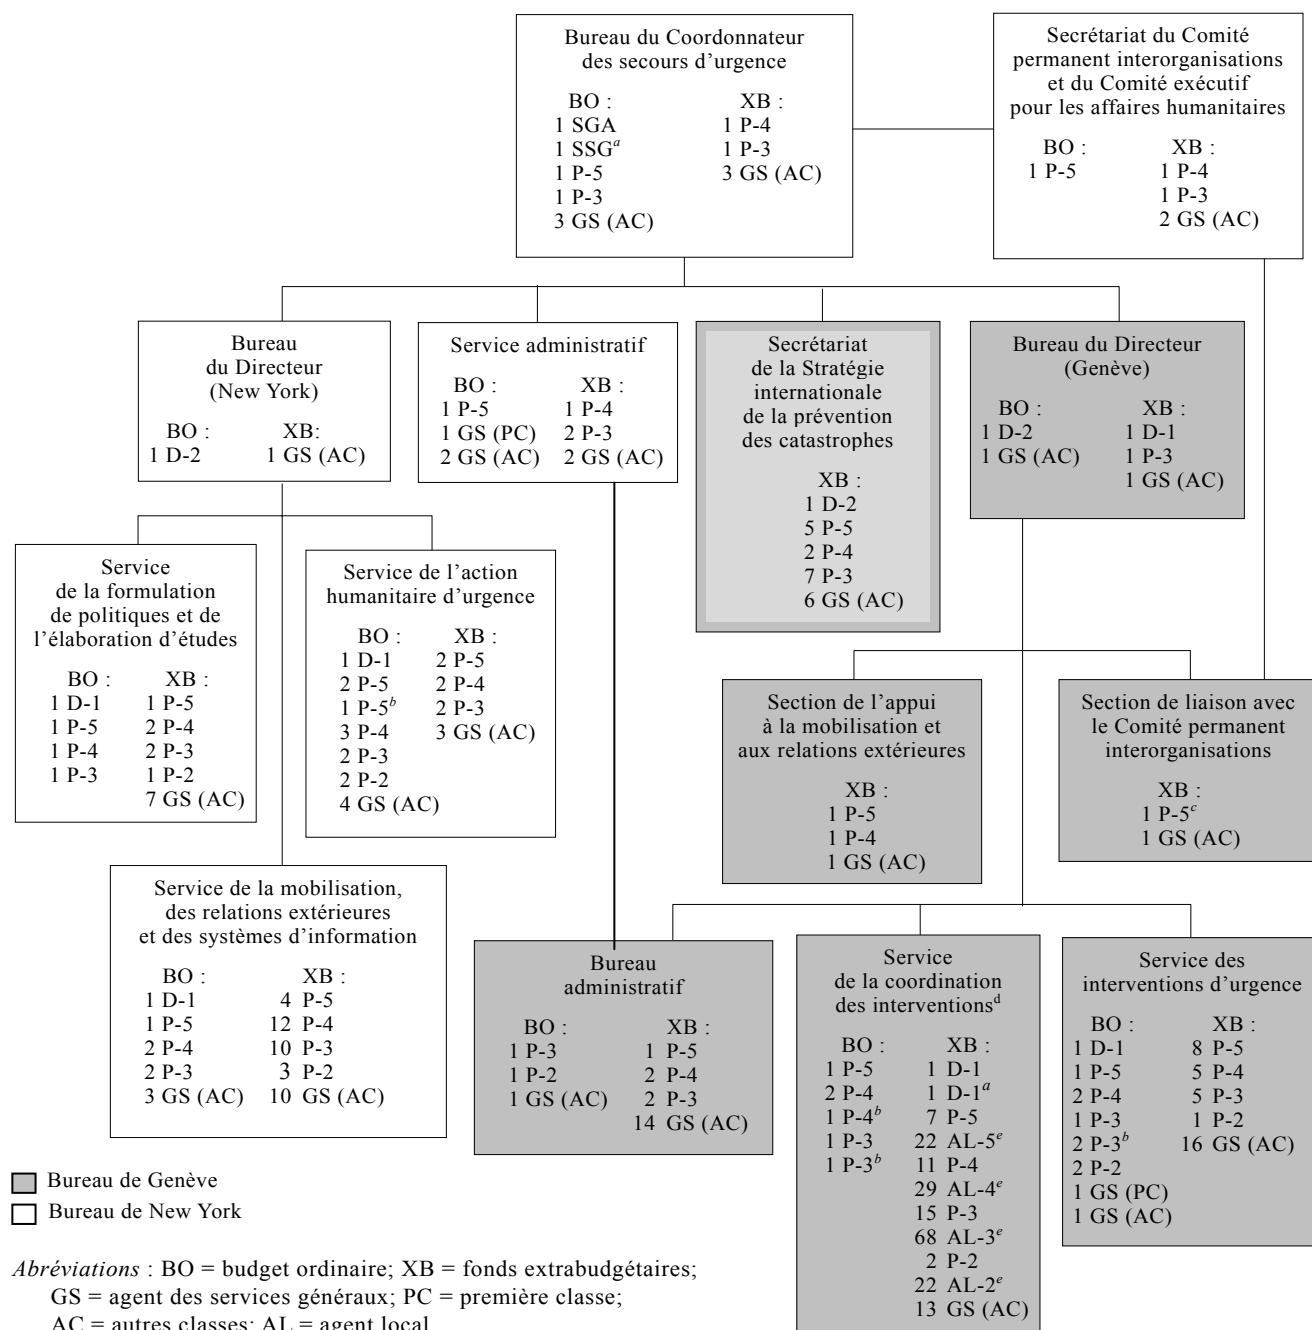 Bureau du Coordonnateur
des secours d'urgence
BO : XB :
1 SGA 1 P-4
1 SSGa 1 P-3
1 P-5 3 GS (AC)
1 P-3
3 GS (AC)
Secrétariat du Comité
permanent interorganisations
et du Comité exécutif
pour les affaires humanitaires
BO : XB :
1 P-5 1 P-4
1 P-3
2 GS (AC)
Bureau
du Directeur
(New York)
BO : XB:
1 D-2 1 GS (AC)
Service administratif
BO : XB :
1 P-5 1 P-4
1 GS (PC) 2 P-3
2 GS (AC) 2 GS (AC)
Secrétariat
de la Stratégie
internationale
de la prévention
des catastrophes
XB :
1 D-2
5 P-5
2 P-4
7 P-3
6 GS (AC)
Bureau du Directeur
(Genève)
BO : XB :
1 D-2 1 D-1
1 GS (AC) 1 P-3
1 GS (AC)
Service
de la formulation
de politiques et de
l'élaboration d'études
BO : XB :
1 D-1 1 P-5
1 P-5 2 P-4
1 P-4 2 P-3
1 P-3 1 P-2
7 GS (AC)
Service de l'action
humanitaire d'urgence
BO : XB :
1 D-1 2 P-5
2 P-5 2 P-4
1 P-5b 2 P-3
3 P-4 3 GS (AC)
2 P-3
2 P-2
4 GS (AC)
Section de l'appui
à la mobilisation et
aux relations extérieures
XB :
1 P-5
1 P-4
1 GS (AC)
Section de liaison avec
le Comité permanent
interorganisations
XB :
1 P-5c
1 GS (AC)
Service de la mobilisation,
des relations extérieures
et des systèmes d'information
BO : XB :
1 D-1 4 P-5
1 P-5 12 P-4
2 P-4 10 P-3
2 P-3 3 P-2
3 GS (AC) 10 GS (AC)
Bureau
administratif
BO : XB :
1 P-3 1 P-5
1 P-2 2 P-4
1 GS (AC) 2 P-3
14 GS (AC)
Service
de la coordination
des interventionsd
BO : XB :
1 P-5 1 D-1
2 P-4 1 D-1a
1 P-4b 7 P-5
1 P-3 22 AL-5e
1 P-3b 11 P-4
29 AL-4e
15 P-3
68 AL-3e
2 P-2
22 AL-2e
13 GS (AC)
Service des
interventions d'urgence
BO : XB :
1 D-1 8 P-5
1 P-5 5 P-4
2 P-4 5 P-3
1 P-3 1 P-2
2 P-3b 16 GS (AC)
2 P-2
1 GS (PC)
1 GS (AC)
Bureau de Genève
Bureau de New York
Abréviations : BO = budget ordinaire; XB = fonds extrabudgétaires;
GS = agent des services généraux; PC = première classe;
AC = autres classes; AL = agent local